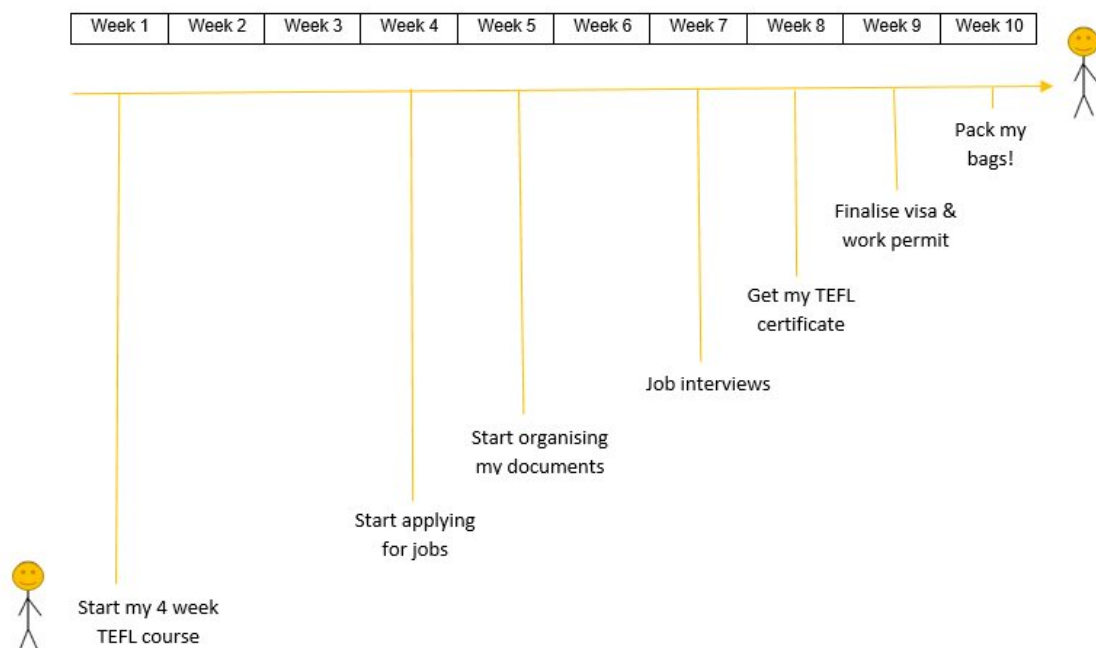 Week 1 Week 2 Week 3 Week 4 Week 5 Week 6 Week 7 Week 8 Week 9 Week 10
Pack my
bags!
Finalise visa &
work permit
Get my TEFL
certificate
Job interviews
Start organising
my documents
Start applying
for jobs
Start my 4 week
TEFL course